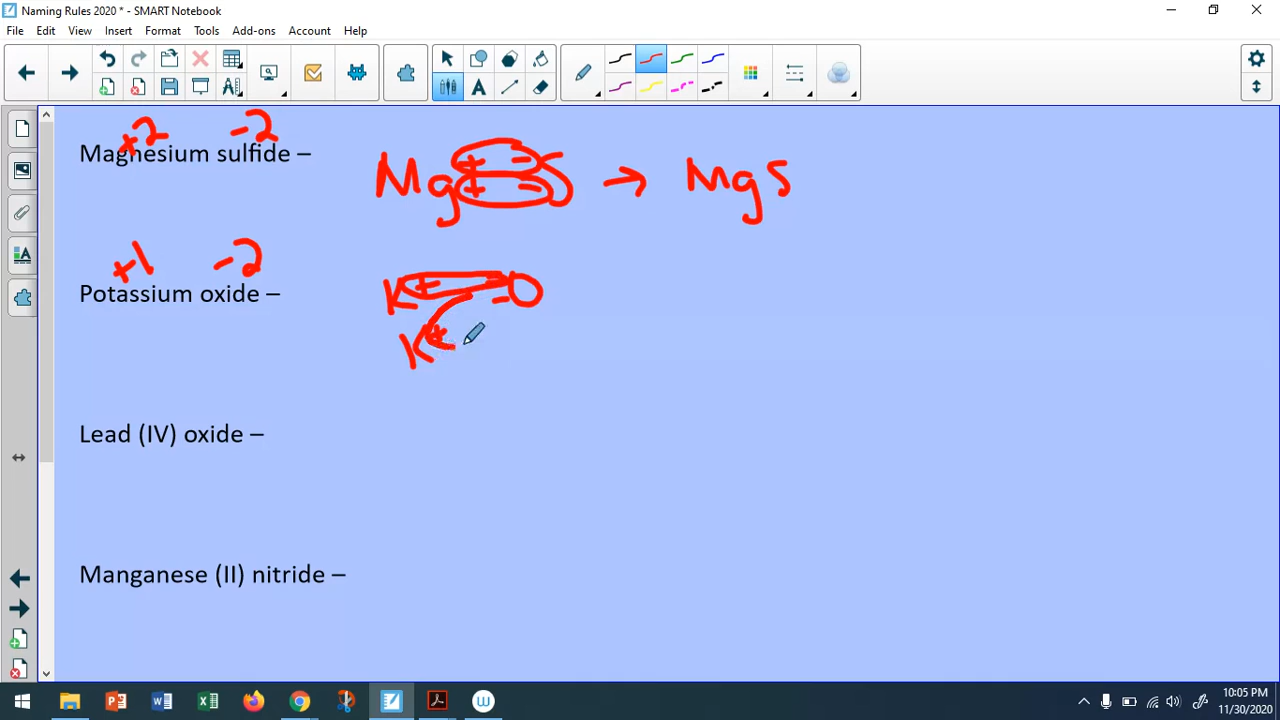 Naming Rules 2020 * - SMART Notebook
File Edit View Insert Format Tools Add-ons Account Help
+2 -2
Magnesium sulfide – Mg + - S → MgS
+ -
+1 -2
Potassium oxide – K + - O
-
K +
Lead (IV) oxide –
Manganese (II) nitride –
10:05 PM
11/30/2020